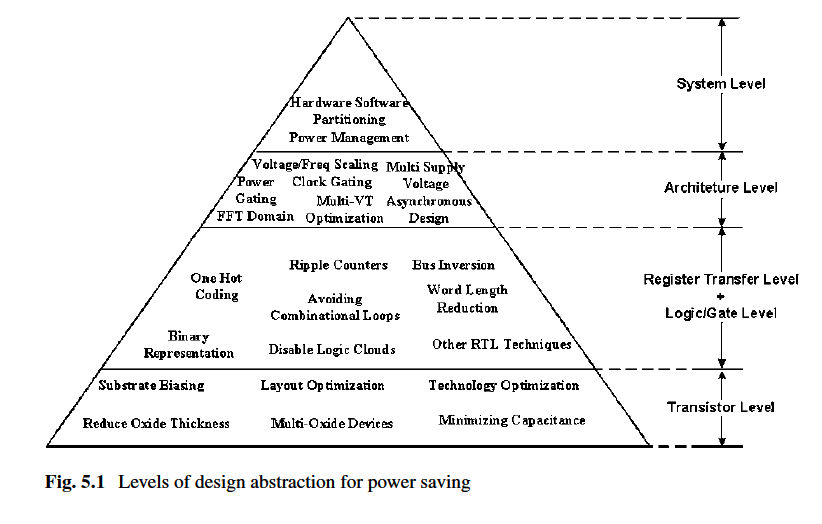 Hardware Software
Partitioning
Power Management
System Level
Voltage/Freq Scaling
Multi Supply
Voltage
Power
Gating
Clock Gating
Multi-VT
Optimization
Asynchronous
Design
FFT Domain
Architeture Level
One Hot
Coding
Ripple Counters
Bus Inversion
Avoiding
Combinational Loops
Word Length
Reduction
Binary
Representation
Disable Logic Clouds
Other RTL Techniques
Register Transfer Level
+
Logic/Gate Level
Substrate Biasing
Layout Optimization
Technology Optimization
Reduce Oxide Thickness
Multi-Oxide Devices
Minimizing Capacitance
Transistor Level
Fig. 5.1 Levels of design abstraction for power saving